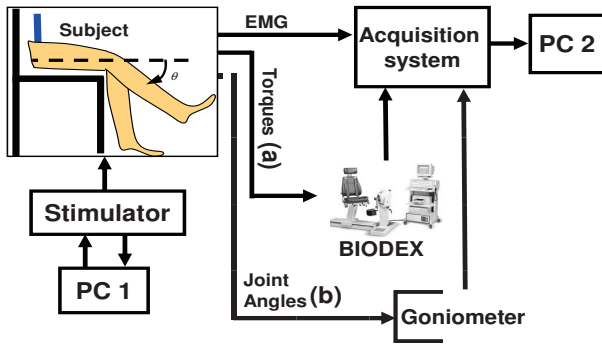 Subject
θ
EMG
Torques (a)
Acquisition
system
PC 2
Stimulator
PC 1
BIODEX
Joint
Angles (b)
Goniometer